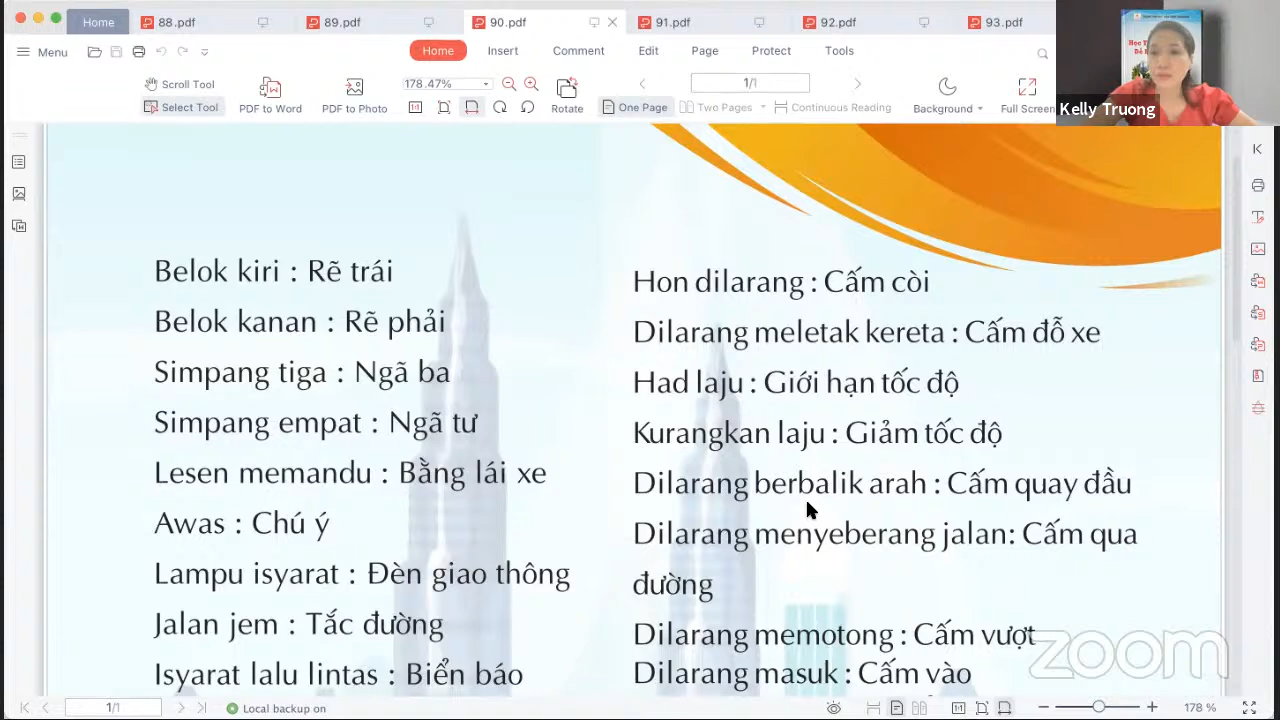 Home
88.pdf
89.pdf
90.pdf
91.pdf
92.pdf
93.pdf
Menu
Home
Insert
Comment
Edit
Page
Protect
Tools
Scroll Tool
Select Tool
PDF to Word
PDF to Photo
178.47%
Rotate
1/1
One Page
Two Pages
Continuous Reading
Background
Full Screen
Kelly Truong
Belok kiri : Rẽ trái
Belok kanan : Rẽ phải
Simpang tiga : Ngã ba
Simpang empat : Ngã tư
Lesen memandu : Bằng lái xe
Awas : Chú ý
Lampu isyarat : Đèn giao thông
Jalan jem : Tắc đường
Isyarat lalu lintas : Biển báo
Hon dilarang : Cấm còi
Dilarang meletak kereta : Cấm đỗ xe
Had laju : Giới hạn tốc độ
Kurangkan laju : Giảm tốc độ
Dilarang berbalik arah : Cấm quay đầu
Dilarang menyeberang jalan: Cấm qua
đường
Dilarang memotong : Cấm vượt
Dilarang masuk : Cấm vào
zoom
1/1
Local backup on
178 %